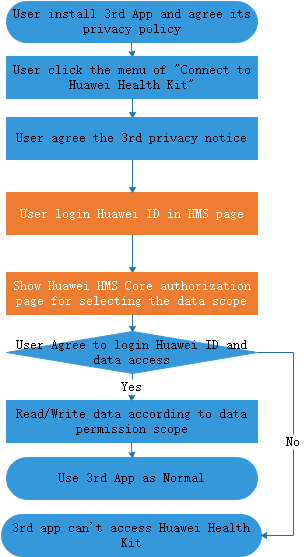 User install 3rd App and agree its
privacy policy
User click the menu of "Connect to
Huawei Health Kit"
User agree the 3rd privacy notice
User login Huawei ID in HMS page
Show Huawei HMS Core authorization
page for selecting the data scope
User Agree to login Huawei ID and
data access
Yes
Read/Write data according to data
permission scope
No
Use 3rd App as Normal
3rd app can't access Huawei Health
Kit